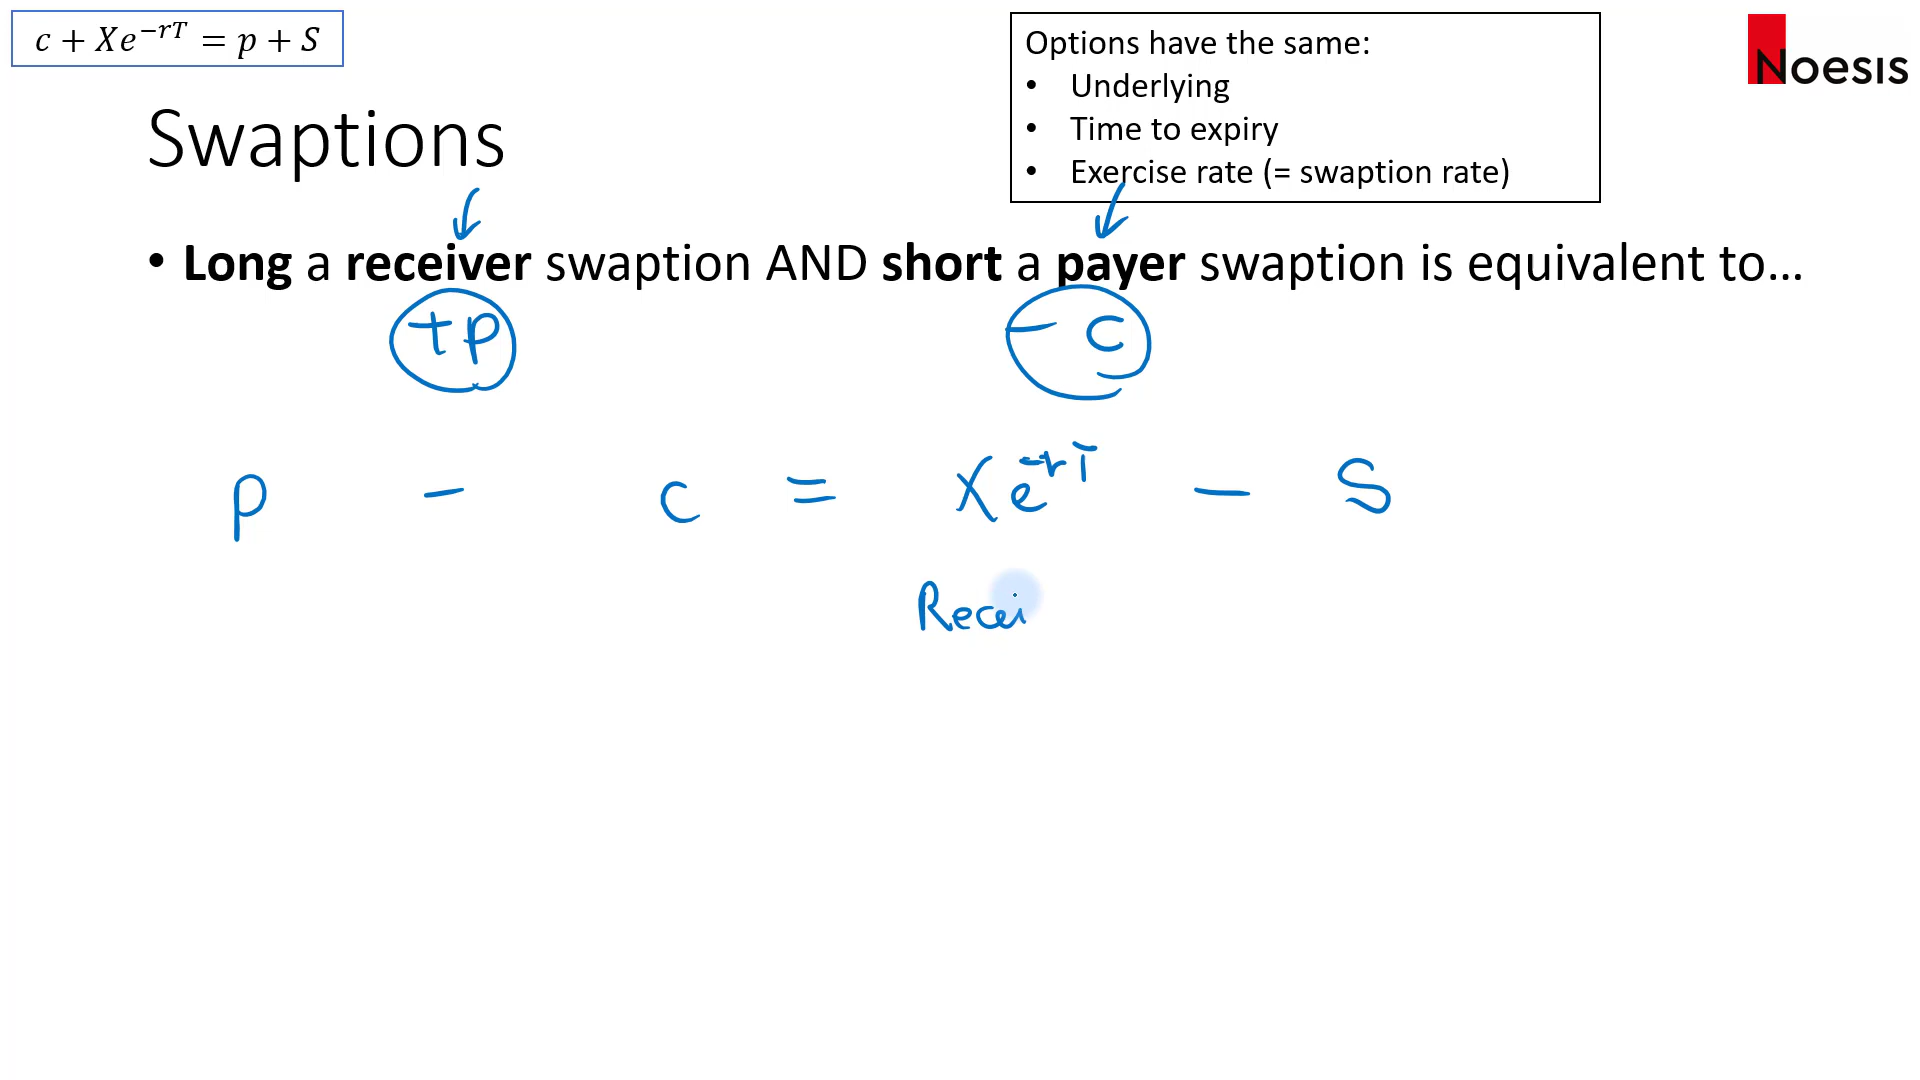 c + Xe^{-rT} = p + S
Options have the same:
• Underlying
• Time to expiry
• Exercise rate (= swaption rate)
Noesis
Swaptions
• Long a receiver swaption AND short a payer swaption is equivalent to…
+p
- c
p - c = Xe^{-rT} - S
Recei